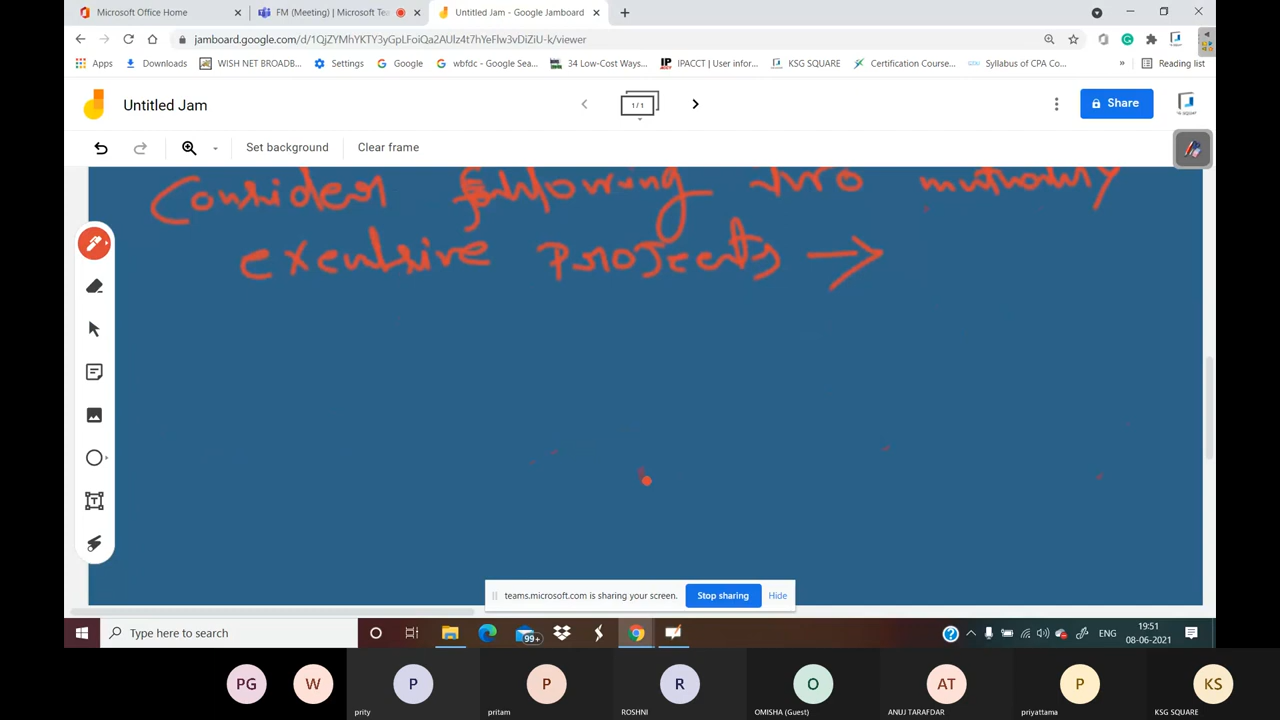 Microsoft Office Home
FM (Meeting) | Microsoft Te
Untitled Jam - Google Jamboard
jamboard.google.com/d/1QjZYMhYKTY3yGpLFoiQa2AUlz4t7hYeFlw3vDiZiU-k/viewer
Apps Downloads WISH NET BROADB... Settings Google wbfdc - Google Sea... 34 Low-Cost Ways... IPACCT | User infor... KSG SQUARE Certification Course... Syllabus of CPA Co... » Reading list
Untitled Jam
1/1
Share
Set background Clear frame
Consider following two mutually
exculsive projects →
teams.microsoft.com is sharing your screen. Stop sharing Hide
Type here to search
99+
ENG
19:51
08-06-2021
PG W P P R O AT P KS
prity pritam ROSHNI OMISHA (Guest) ANUJ TARAFDAR priyattama KSG SQUARE